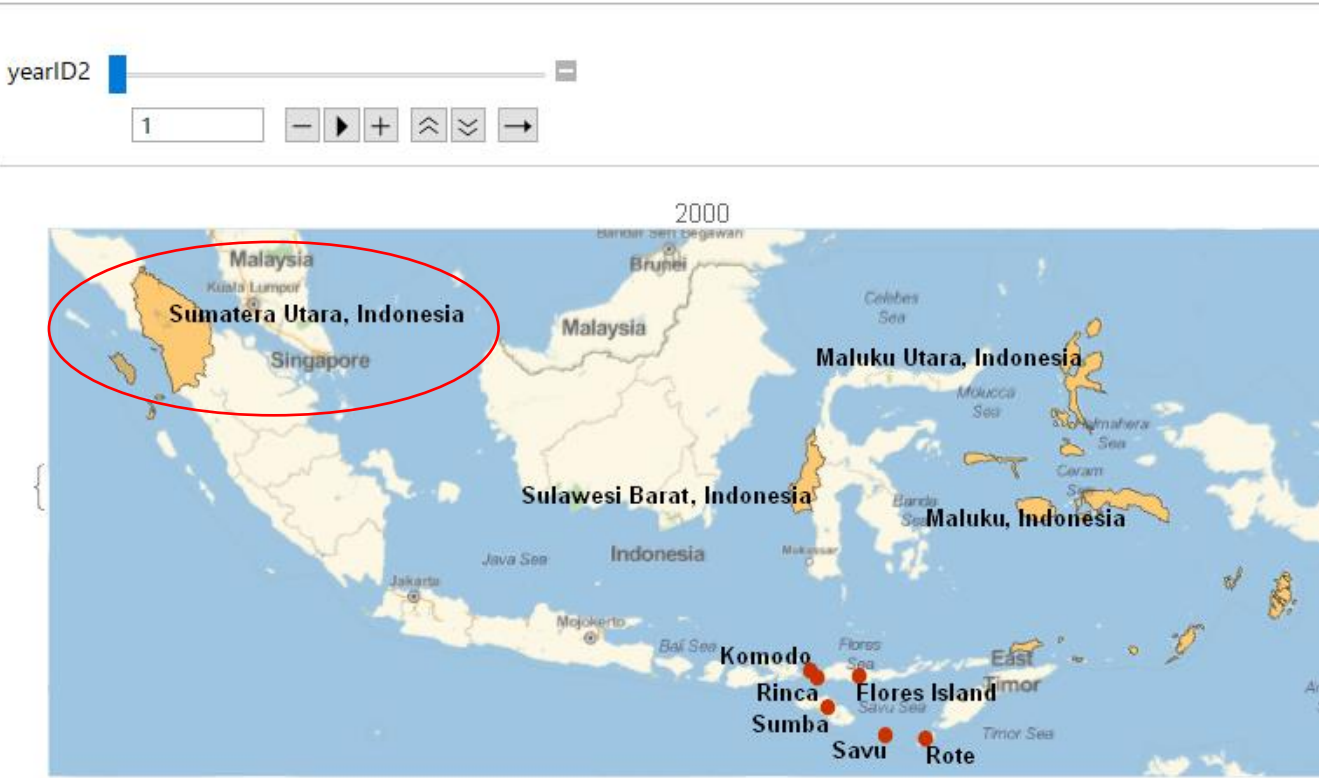 yearID2
1
2000
Bandar Seri Begawan
Brunei
Malaysia
Kuala Lumpur
Sumatera Utara, Indonesia
Singapore
Malaysia
Celebes
Sea
Maluku Utara, Indonesia
Molucca
Sea
Halmahera
Sea
Ceram
Sea
Sulawesi Barat, Indonesia
Banda
Sea
Maluku, Indonesia
Java Sea
Indonesia
Makassar
Jakarta
Mojokerto
Bali Sea
Komodo
Flores
Sea
East
Timor
Rinca
Flores Island
Savu Sea
Sumba
Savu
Rote
Timor Sea